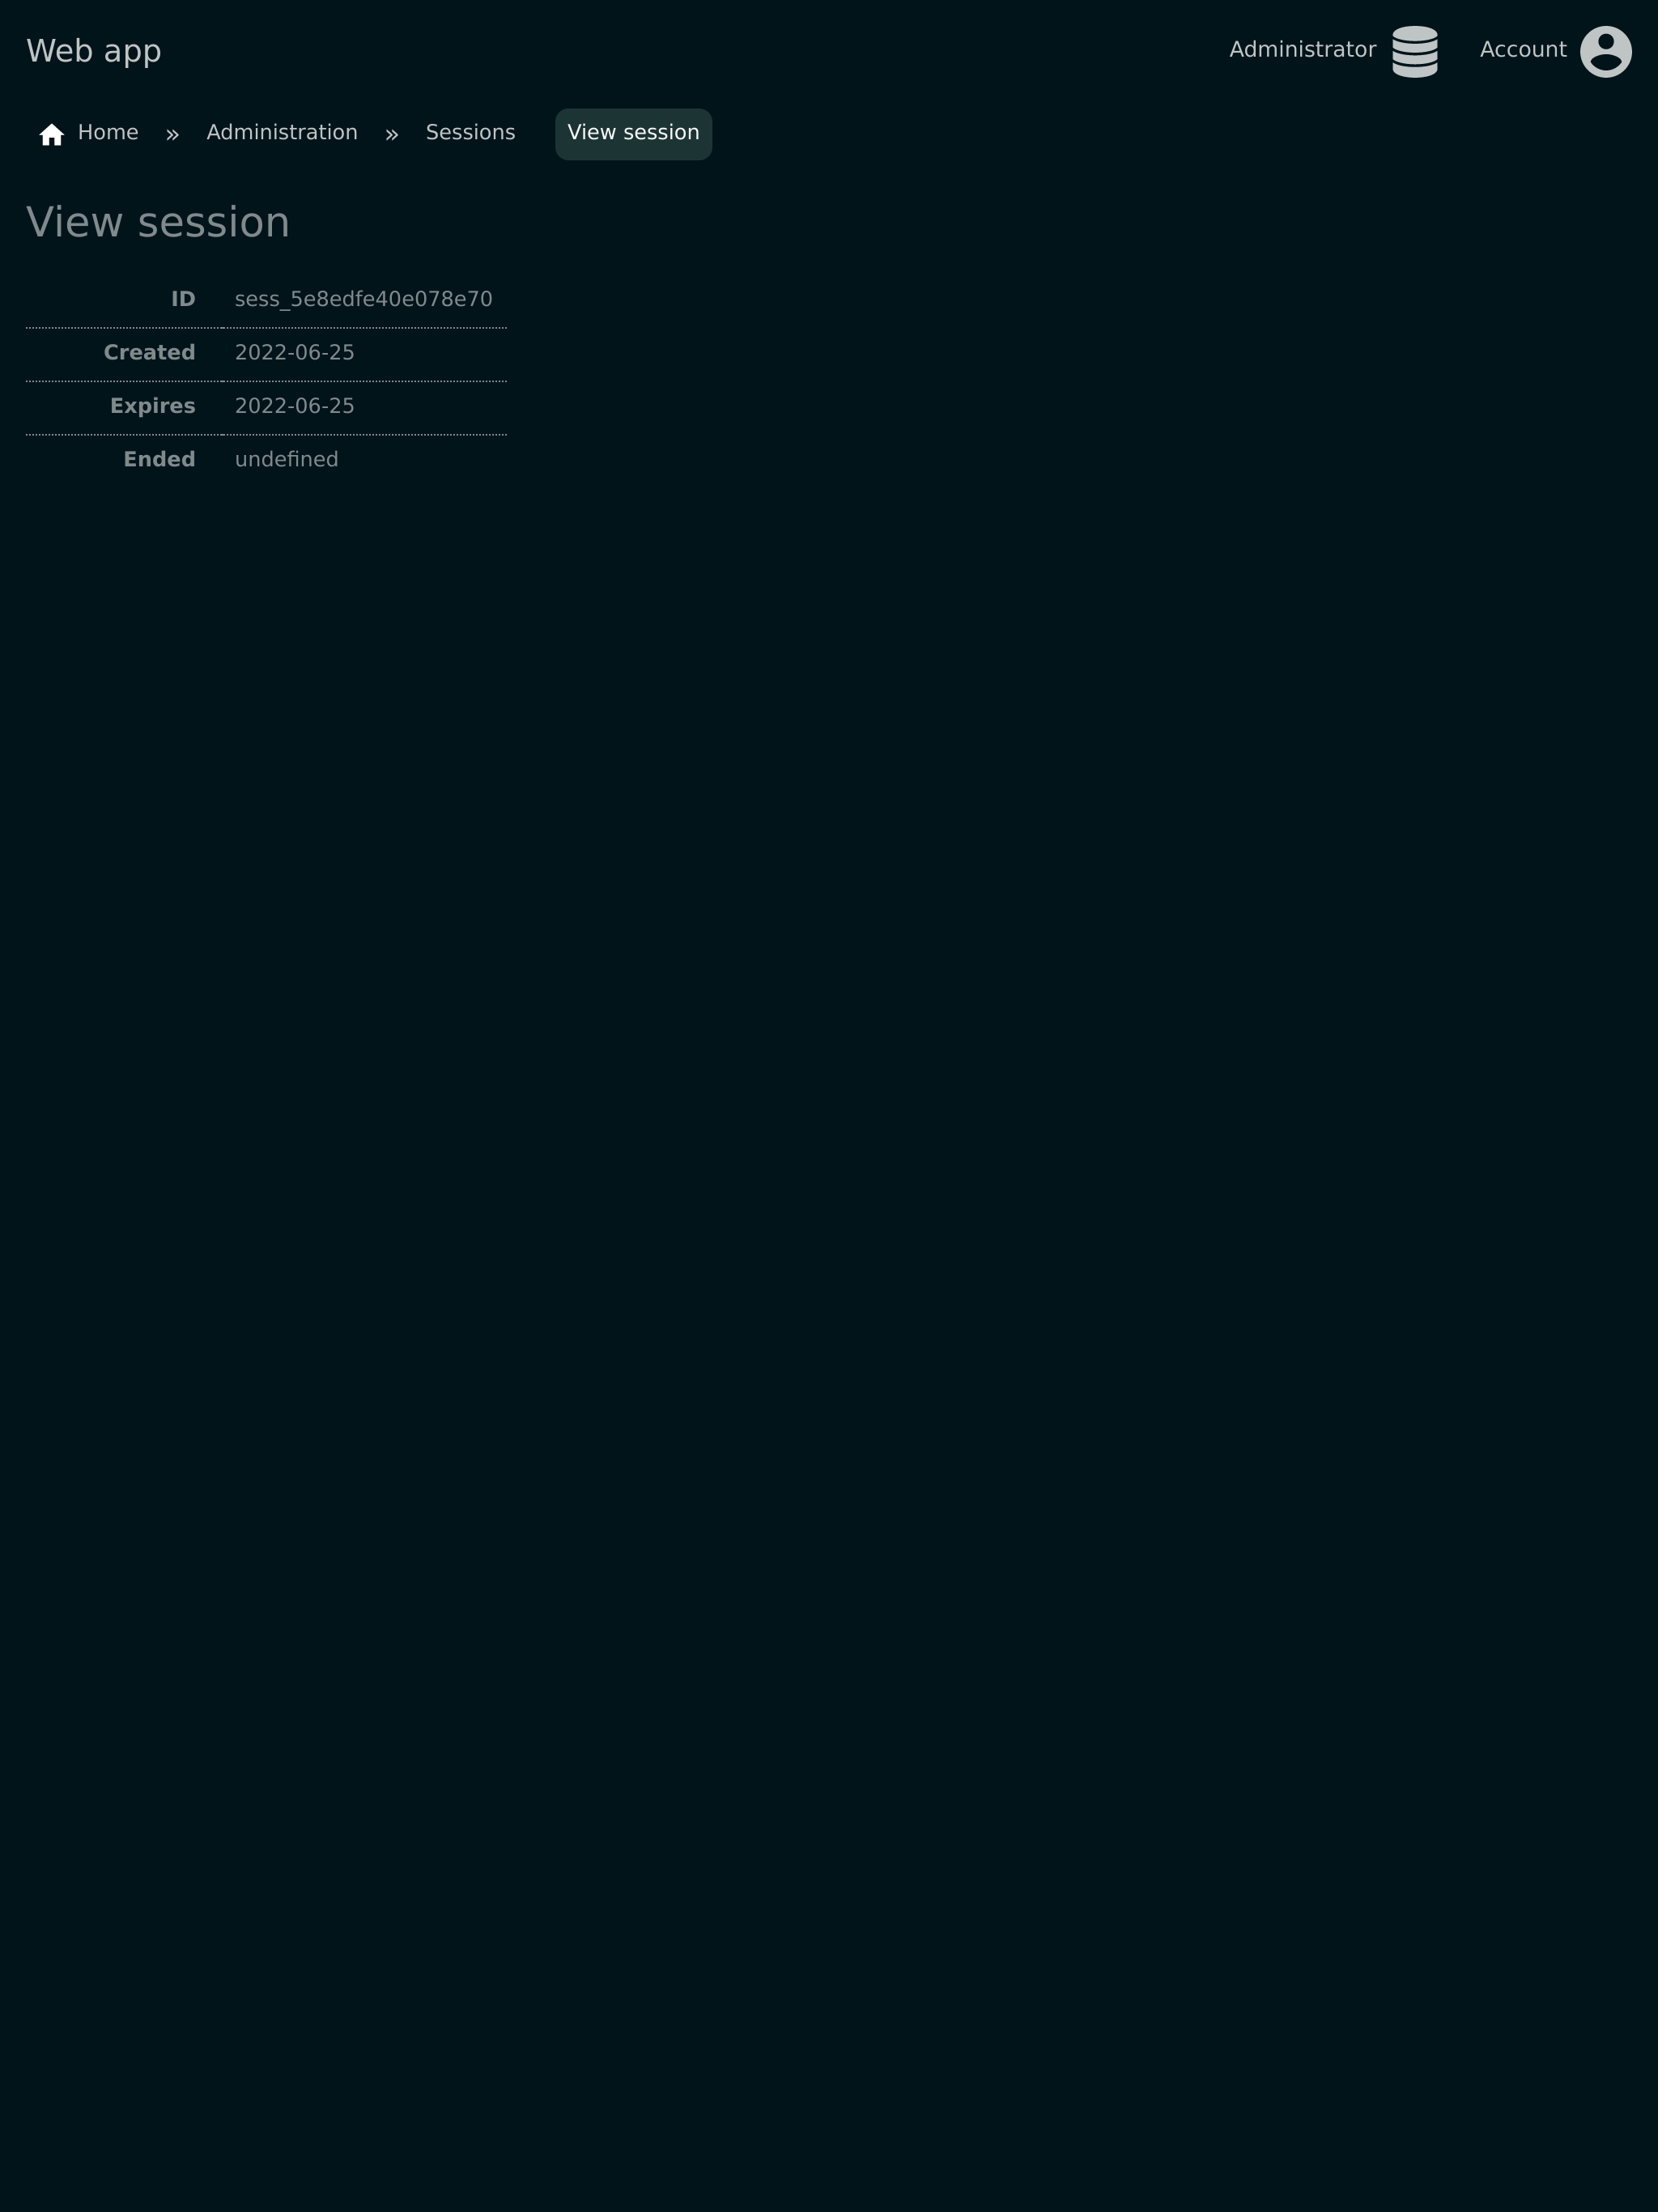 Web app
Administrator Account
Home » Administration » Sessions View session
View session
ID sess_5e8edfe40e078e70
Created 2022-06-25
Expires 2022-06-25
Ended undefined